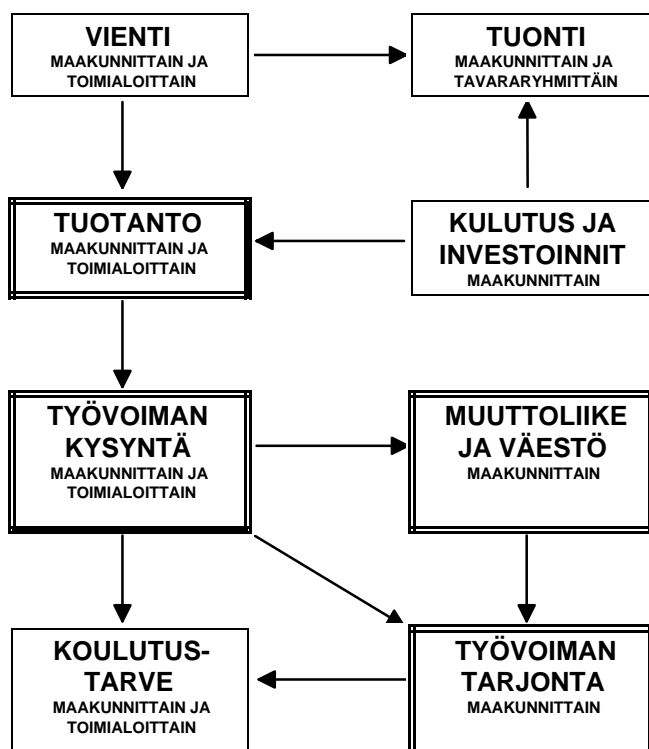 VIENTI
MAAKUNNITTAIN JA
TOIMIALOITTAIN
TUONTI
MAAKUNNITTAIN JA
TAVARARYHMITTÄIN
TUOTANTO
MAAKUNNITTAIN JA
TOIMIALOITTAIN
KULUTUS JA
INVESTOINNIT
MAAKUNNITTAIN
TYÖVOIMAN
KYSYNTÄ
MAAKUNNITTAIN JA
TOIMIALOITTAIN
MUUTTOLIIKE
JA VÄESTÖ
MAAKUNNITTAIN
KOULUTUS-
TARVE
MAAKUNNITTAIN JA
TOIMIALOITTAIN
TYÖVOIMAN
TARJONTA
MAAKUNNITTAIN